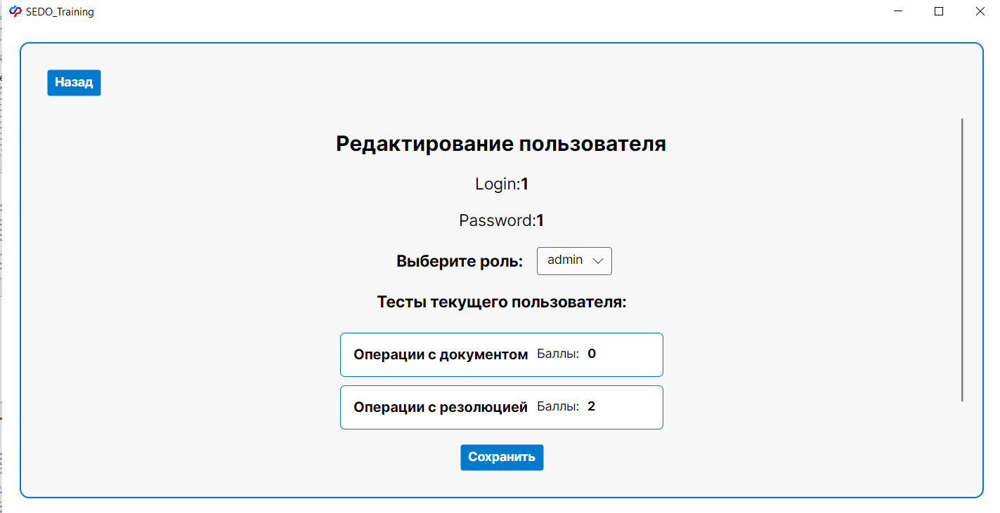 SEDO_Training
Назад
Редактирование пользователя
Login:1
Password:1
Выберите роль: admin
Тесты текущего пользователя:
Операции с документом Баллы: 0
Операции с резолюцией Баллы: 2
Сохранить